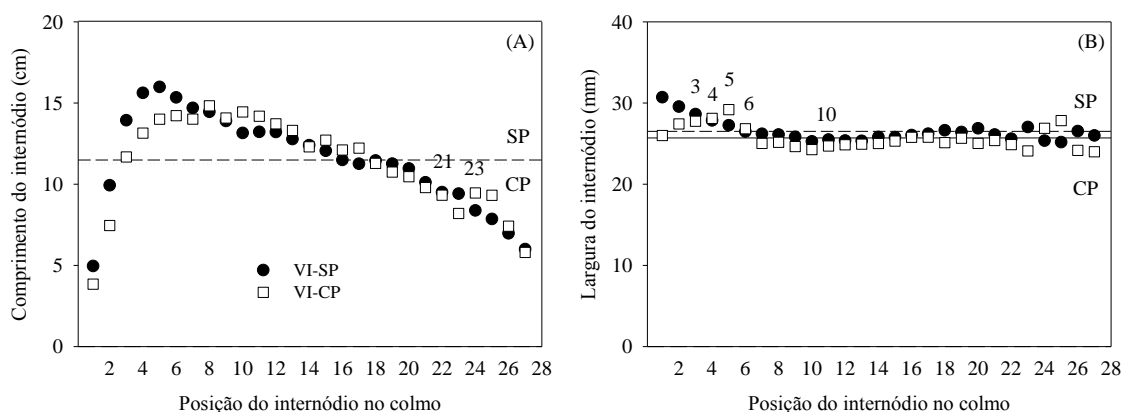 20
15
10
5
0
Comprimento do internódio (cm)
(A)
SP
CP
21
23
VI-SP
VI-CP
2 4 6 8 10 12 14 16 18 20 22 24 26 28
Posição do internódio no colmo
40
30
20
10
0
Largura do internódio (mm)
(B)
3
4
5
6
10
SP
CP
2 4 6 8 10 12 14 16 18 20 22 24 26 28
Posição do internódio no colmo